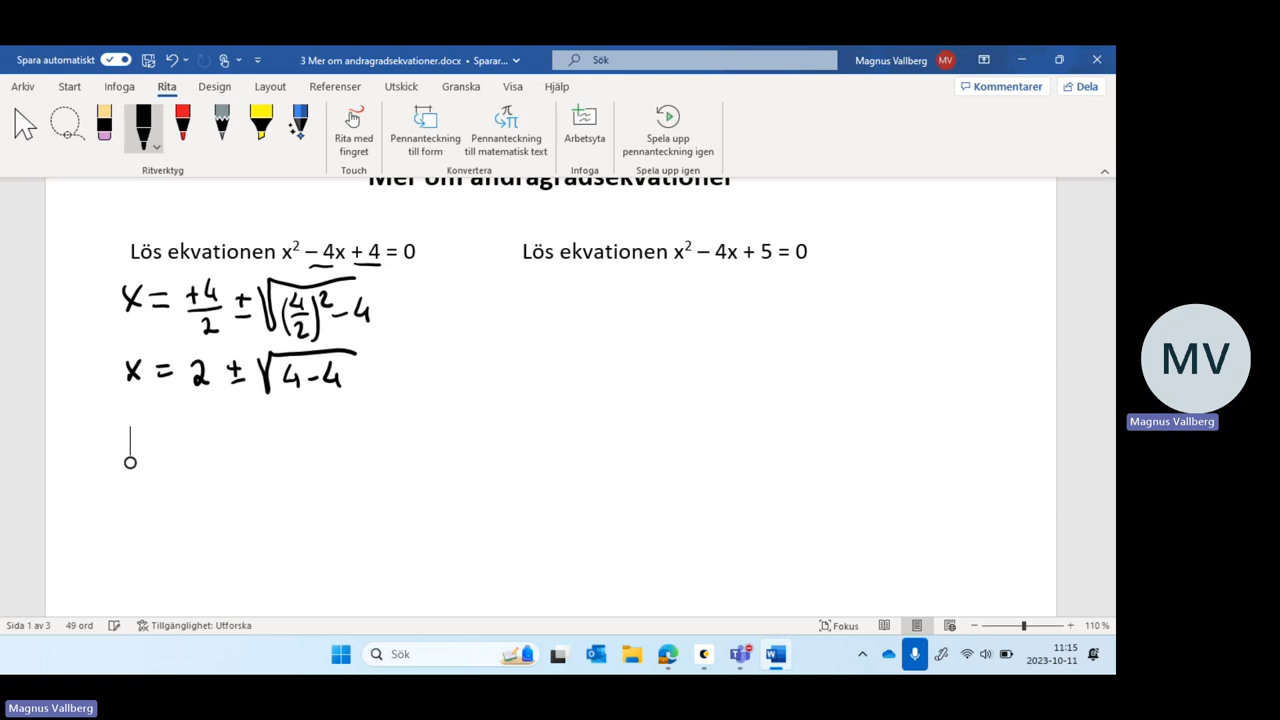 Spara automatiskt
3 Mer om andragradsekvationer.docx • Sparar...
Sök
Magnus Vallberg MV
Arkiv Start Infoga Rita Design Layout Referenser Utskick Granska Visa Hjälp
Kommentarer Dela
Rita med fingret
Pennanteckning till form
Pennanteckning till matematisk text
Arbetsyta
Spela upp pennanteckning igen
Ritverktyg Touch Konvertera Infoga Spela upp igen
Mer om andragradsekvationer
Lös ekvationen x² – 4x + 4 = 0
x = +4/2 ± √(4/2)² – 4
x = 2 ± √4 – 4
Lös ekvationen x² – 4x + 5 = 0
MV
Magnus Vallberg
Sida 1 av 3 49 ord Tillgänglighet: Utforska Fokus 110 %
Sök
11:15
2023-10-11
Magnus Vallberg